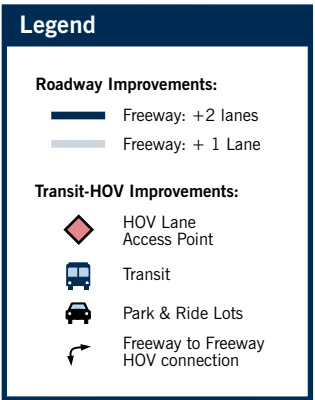 Legend
Roadway Improvements:
Freeway: +2 lanes
Freeway: + 1 Lane
Transit-HOV Improvements:
HOV Lane
Access Point
Transit
Park & Ride Lots
Freeway to Freeway
HOV connection